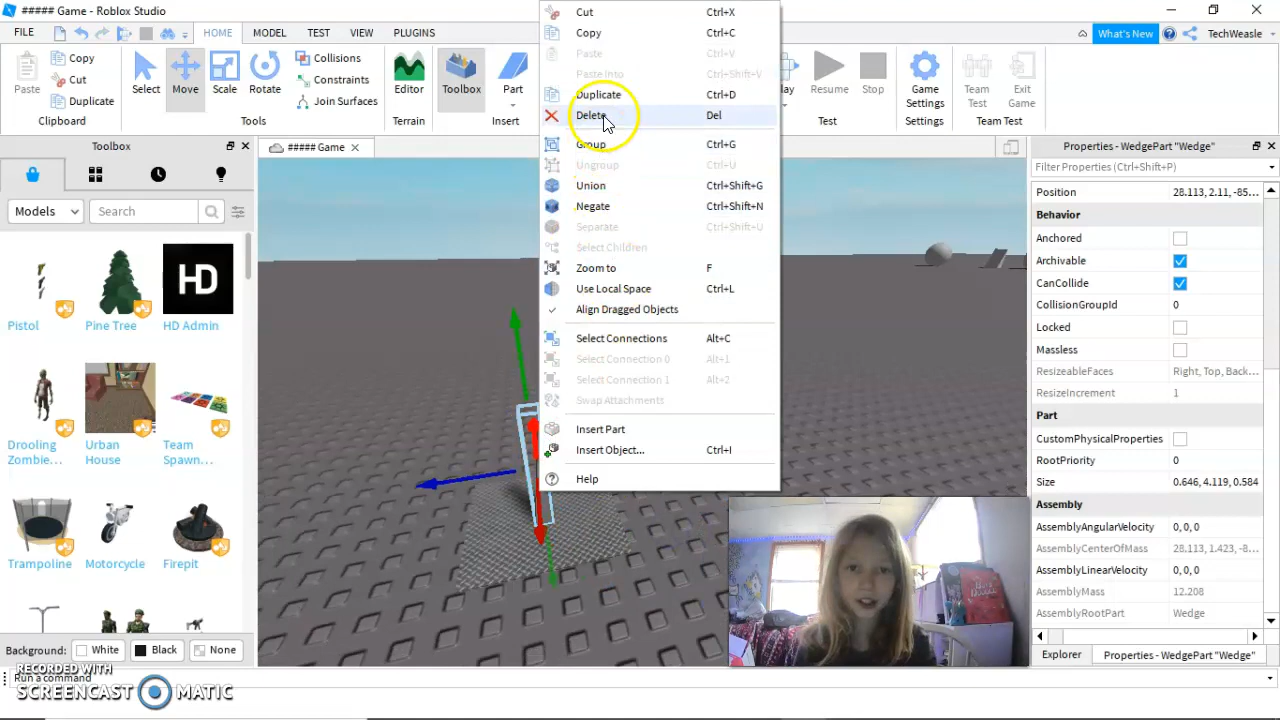 ##### Game - Roblox Studio
FILE
HOME
MODEL
TEST
VIEW
PLUGINS
What's New
TechWeasle
Paste
Copy
Cut
Duplicate
Clipboard
Select
Move
Scale
Rotate
Collisions
Constraints
Join Surfaces
Tools
Editor
Terrain
Toolbox
Part
Insert
Resume
Stop
Test
Game
Settings
Settings
Team
Test
Exit
Game
Team Test
Toolbox
Models
Search
Pistol
Pine Tree
HD
HD Admin
Drooling
Zombie...
Urban
House
Team
Spawn...
Trampoline
Motorcycle
Firepit
Background:
White
Black
None
##### Game
Cut Ctrl+X
Copy Ctrl+C
Paste Ctrl+V
Paste Into Ctrl+Shift+V
Duplicate Ctrl+D
Delete Del
Group Ctrl+G
Ungroup Ctrl+U
Union Ctrl+Shift+G
Negate Ctrl+Shift+N
Separate Ctrl+Shift+U
Select Children
Zoom to F
Use Local Space Ctrl+L
Align Dragged Objects
Select Connections Alt+C
Select Connection 0 Alt+1
Select Connection 1 Alt+2
Swap Attachments
Insert Part
Insert Object... Ctrl+I
Help
Properties - WedgePart "Wedge"
Filter Properties (Ctrl+Shift+P)
Position 28.113, 2.11, -85...
Behavior
Anchored
Archivable
CanCollide
CollisionGroupId 0
Locked
Massless
ResizeableFaces Right, Top, Back...
ResizeIncrement 1
Part
CustomPhysicalProperties
RootPriority 0
Size 0.646, 4.119, 0.584
Assembly
AssemblyAngularVelocity 0, 0, 0
AssemblyCenterOfMass 28.113, 1.423, -8...
AssemblyLinearVelocity 0, 0, 0
AssemblyMass 12.208
AssemblyRootPart Wedge
Explorer
Properties - WedgePart "Wedge"
Run a command
RECORDED WITH
SCREENCAST MATIC